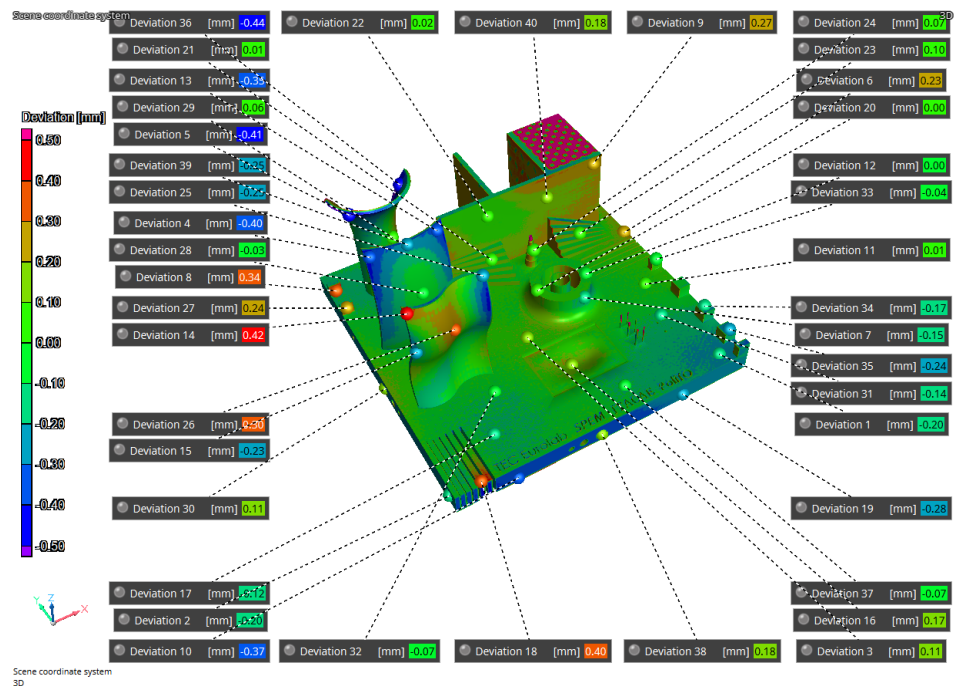 Scene coordinate system
3D
Deviation 36 [mm] -0.44
Deviation 22 [mm] 0.02
Deviation 40 [mm] 0.18
Deviation 9 [mm] 0.27
Deviation 24 [mm] 0.07
Deviation 21 [mm] 0.01
Deviation 23 [mm] 0.10
Deviation 13 [mm] -0.35
Deviation 6 [mm] 0.23
Deviation 29 [mm] 0.06
Deviation 20 [mm] 0.00
Deviation [mm]
Deviation 5 [mm] -0.41
Deviation 39 [mm]
Deviation 12 [mm] 0.00
Deviation 25 [mm]
Deviation 33 [mm] -0.04
Deviation 4 [mm] -0.40
Deviation 28 [mm] -0.03
Deviation 11 [mm] 0.01
Deviation 8 [mm] 0.34
Deviation 27 [mm] 0.24
Deviation 34 [mm] -0.17
Deviation 14 [mm] 0.42
Deviation 7 [mm] -0.15
Deviation 35 [mm] -0.24
Deviation 31 [mm] -0.14
Deviation 26 [mm] 0.30
Deviation 1 [mm] -0.20
Deviation 15 [mm] -0.23
Deviation 30 [mm] 0.11
Deviation 19 [mm] -0.28
0.50
0.40
0.30
0.20
0.10
0.00
-0.10
-0.20
-0.30
-0.40
-0.50
TEC Eurolab SPEM
Deviation 17 [mm] -0.12
Deviation 37 [mm] -0.07
Deviation 2 [mm] -0.20
Deviation 16 [mm] 0.17
Deviation 10 [mm] -0.37
Deviation 32 [mm] -0.07
Deviation 18 [mm] 0.40
Deviation 38 [mm] 0.18
Deviation 3 [mm] 0.11
Y
Z
X
Scene coordinate system
3D